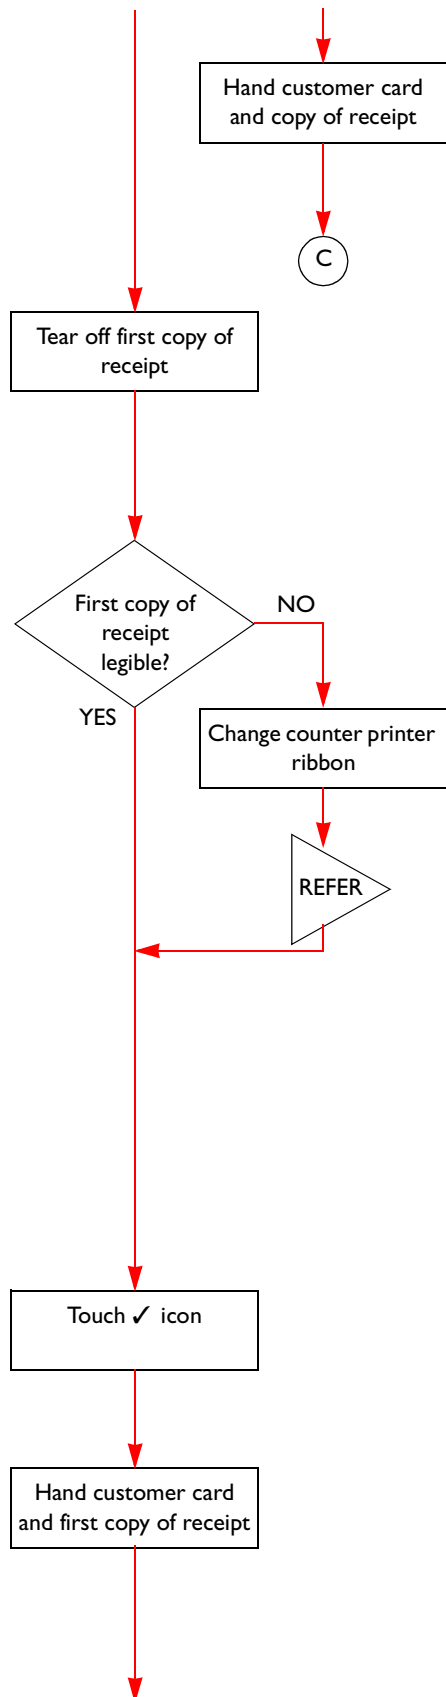 Hand customer card
and copy of receipt
C
Tear off first copy of
receipt
First copy of
receipt
legible?
NO
YES
Change counter printer
ribbon
REFER
Touch ✓ icon
Hand customer card
and first copy of receipt